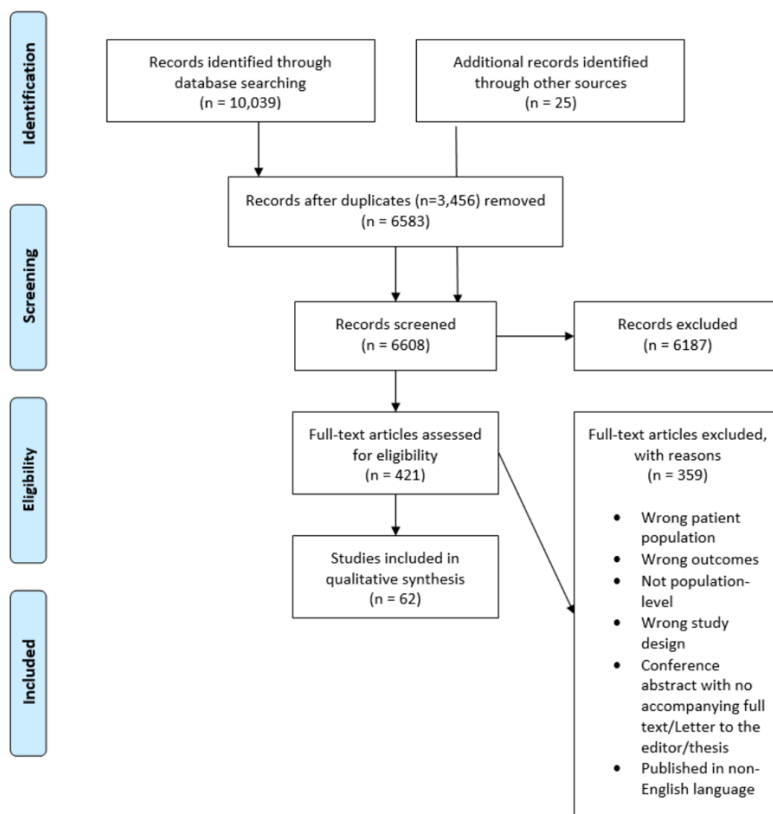 Identification
Records identified through
database searching
(n = 10,039)
Additional records identified
through other sources
(n = 25)
Records after duplicates (n=3,456) removed
(n = 6583)
Screening
Records screened
(n = 6608)
Records excluded
(n = 6187)
Eligibility
Full-text articles assessed
for eligibility
(n = 421)
Full-text articles excluded,
with reasons
(n = 359)
• Wrong patient
population
• Wrong outcomes
• Not population-
level
• Wrong study
design
• Conference
abstract with no
accompanying full
text/Letter to the
editor/thesis
• Published in non-
English language
Studies included in
qualitative synthesis
(n = 62)
Included